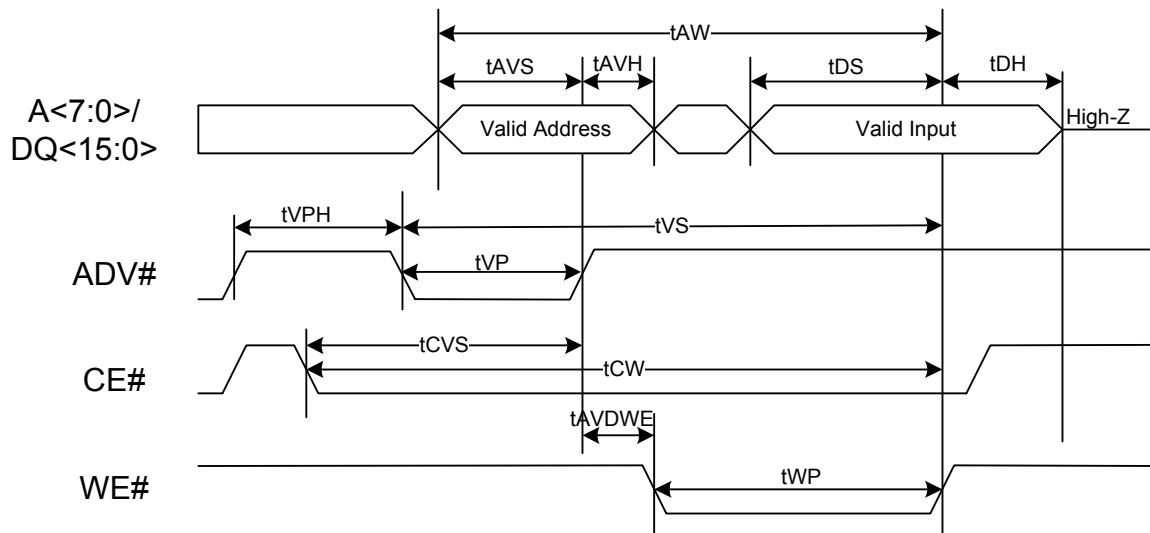 tAW
tAVS
tAVH
tDS
tDH
A<7:0>/
DQ<15:0>
Valid Address
Valid Input
High-Z
tVPH
tVS
ADV#
tVP
tCVS
CE#
tCW
tAVDWE
WE#
tWP